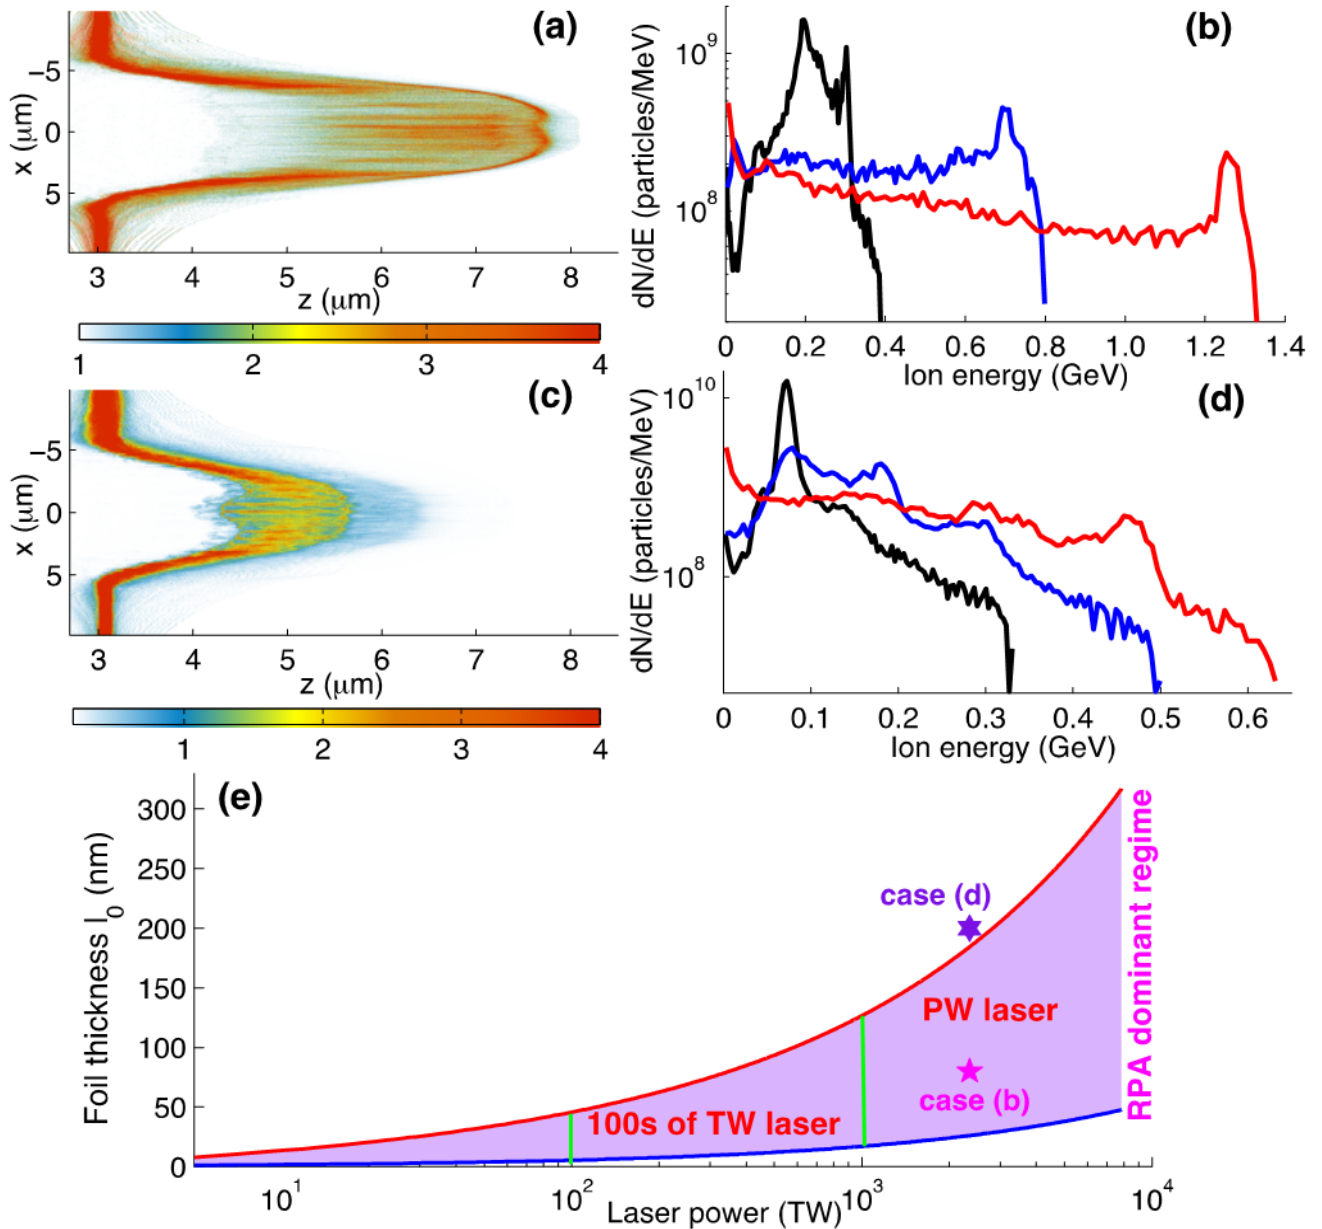 (a)
x (μm)
−5
0
5
3 4 5 6 7 8
z (μm)
1 2 3 4
(b)
dN/dE (particles/MeV)
10^9
10^8
0 0.2 0.4 0.6 0.8 1.0 1.2 1.4
Ion energy (GeV)
(c)
x (μm)
−5
0
5
3 4 5 6 7 8
z (μm)
1 2 3 4
(d)
dN/dE (particles/MeV)
10^10
10^8
0 0.1 0.2 0.3 0.4 0.5 0.6
Ion energy (GeV)
(e)
Foil thickness l_0 (nm)
300
250
200
150
100
50
0
case (d)
PW laser
case (b)
100s of TW laser
RPA dominant regime
10^1 10^2 10^3 10^4
Laser power (TW)